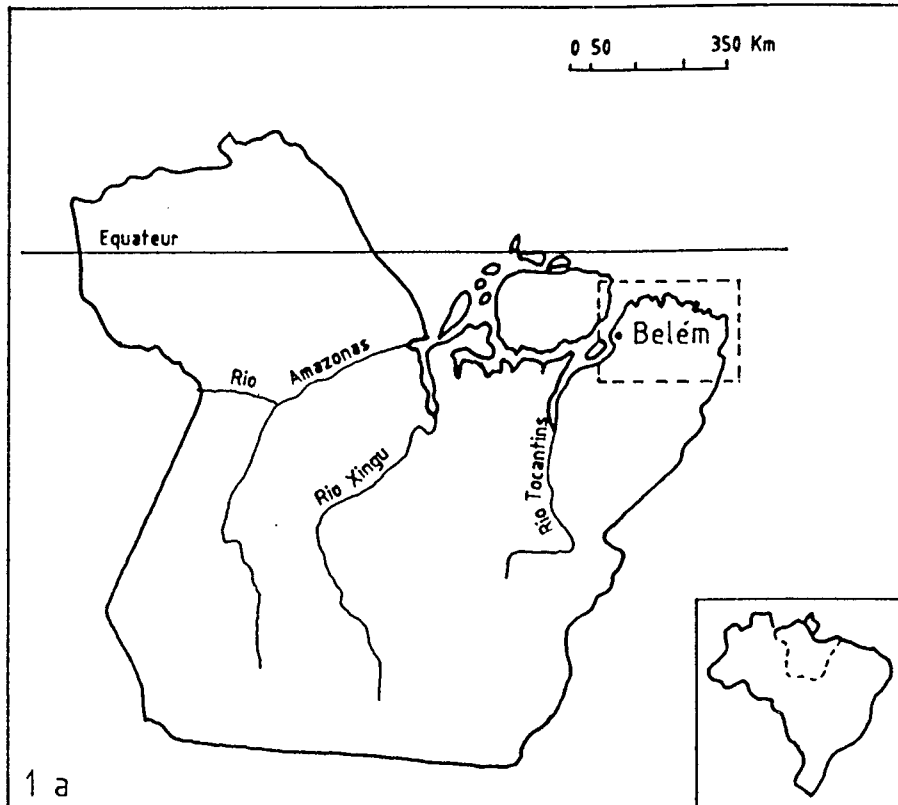 0 50 350 Km
Equateur
Belém
Rio Amazonas
Rio Xingu
Rio Tocantins
1 a